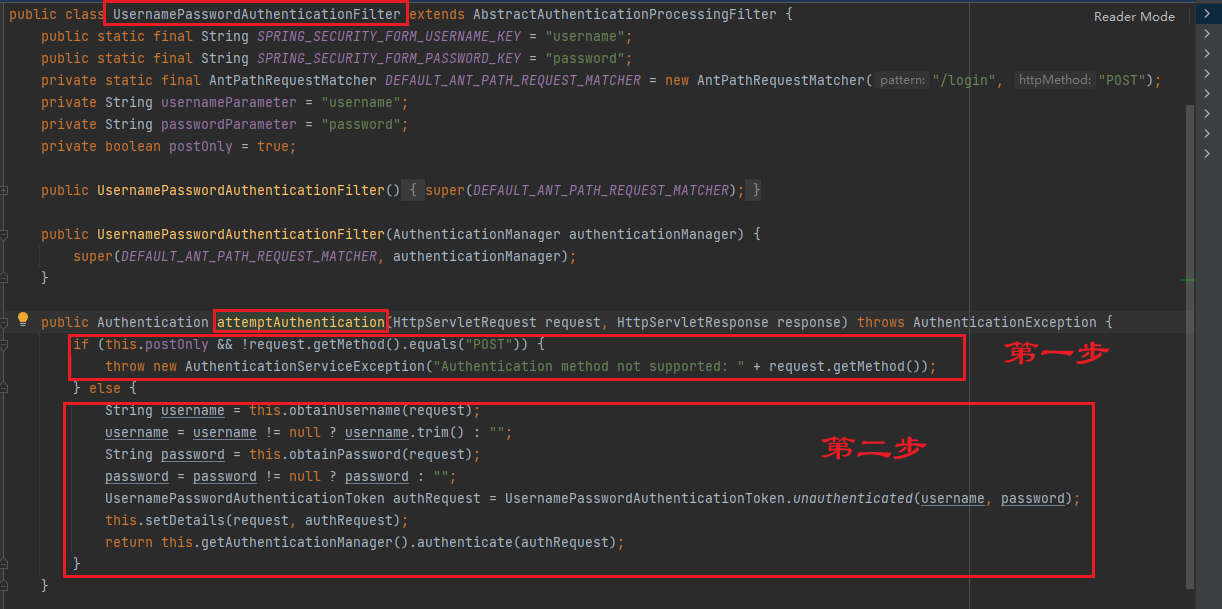 public class UsernamePasswordAuthenticationFilter extends AbstractAuthenticationProcessingFilter {
Reader Mode
public static final String SPRING_SECURITY_FORM_USERNAME_KEY = "username";
public static final String SPRING_SECURITY_FORM_PASSWORD_KEY = "password";
private static final AntPathRequestMatcher DEFAULT_ANT_PATH_REQUEST_MATCHER = new AntPathRequestMatcher( pattern: "/login", httpMethod: "POST");
private String usernameParameter = "username";
private String passwordParameter = "password";
private boolean postOnly = true;
public UsernamePasswordAuthenticationFilter() { super(DEFAULT_ANT_PATH_REQUEST_MATCHER); }
public UsernamePasswordAuthenticationFilter(AuthenticationManager authenticationManager) {
super(DEFAULT_ANT_PATH_REQUEST_MATCHER, authenticationManager);
}
public Authentication attemptAuthentication(HttpServletRequest request, HttpServletResponse response) throws AuthenticationException {
if (this.postOnly && !request.getMethod().equals("POST")) {
第一步
throw new AuthenticationServiceException("Authentication method not supported: " + request.getMethod());
} else {
String username = this.obtainUsername(request);
username = username != null ? username.trim() : "";
第二步
String password = this.obtainPassword(request);
password = password != null ? password : "";
UsernamePasswordAuthenticationToken authRequest = UsernamePasswordAuthenticationToken.unauthenticated(username, password);
this.setDetails(request, authRequest);
return this.getAuthenticationManager().authenticate(authRequest);
}
}